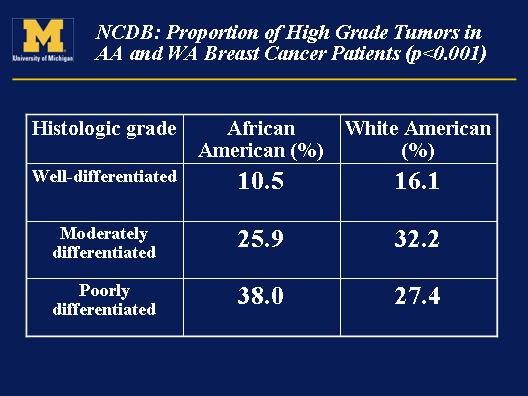 M
University of Michigan
NCDB: Proportion of High Grade Tumors in
AA and WA Breast Cancer Patients (p<0.001)
Histologic grade
African
American (%)
White American
(%)
Well-differentiated
10.5
16.1
Moderately
differentiated
25.9
32.2
Poorly
differentiated
38.0
27.4